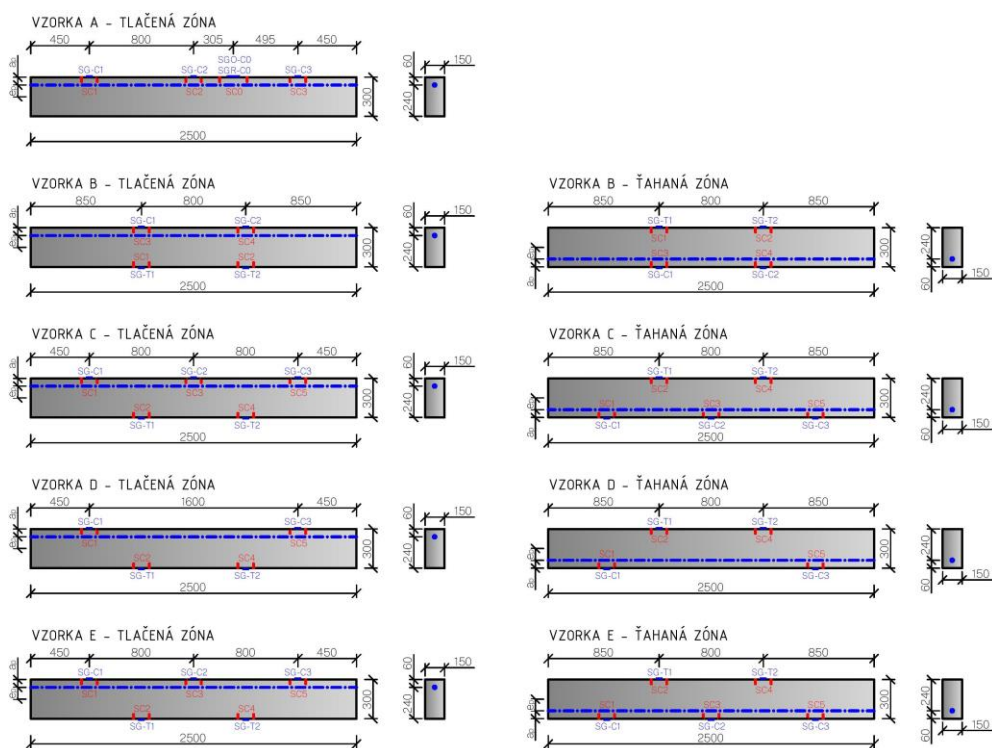 VZORKA A - TLAČENÁ ZÓNA
450 800 305 495 450
SGO-C0
SG-C1 SG-C2 SGR-C0 SG-C3
60 150
SC1 SC2 SC0 SC3
300 240
2500
VZORKA B - TLAČENÁ ZÓNA
850 800 850
SG-C1 SG-C2
60 150
SC3 SC4
SC1 SC2
300 240
SG-T1 SG-T2
2500
VZORKA B - ŤAHANÁ ZÓNA
850 800 850
SG-T1 SG-T2
SC1 SC2
SC3 SC4
300 240
SG-C1 SG-C2
60 150
2500
VZORKA C - TLAČENÁ ZÓNA
450 800 800 450
SG-C1 SG-C2 SG-C3
60 150
SC1 SC3 SC5
SC2 SC4
300 240
SG-T1 SG-T2
2500
VZORKA C - ŤAHANÁ ZÓNA
850 800 850
SG-T1 SG-T2
SC2 SC4
SC1 SC3 SC5
300 240
SG-C1 SG-C2 SG-C3
60 150
2500
VZORKA D - TLAČENÁ ZÓNA
450 1600 450
SG-C1 SG-C3
60 150
SC1 SC5
SC2 SC4
300 240
SG-T1 SG-T2
2500
VZORKA D - ŤAHANÁ ZÓNA
850 800 850
SG-T1 SG-T2
SC2 SC4
SC1 SC5
300 240
SG-C1 SG-C3
60 150
2500
VZORKA E - TLAČENÁ ZÓNA
450 800 800 450
SG-C1 SG-C2 SG-C3
60 150
SC1 SC3 SC5
SC2 SC4
300 240
SG-T1 SG-T2
2500
VZORKA E - ŤAHANÁ ZÓNA
850 800 850
SG-T1 SG-T2
SC2 SC4
SC1 SC3 SC5
300 240
SG-C1 SG-C2 SG-C3
60 150
2500